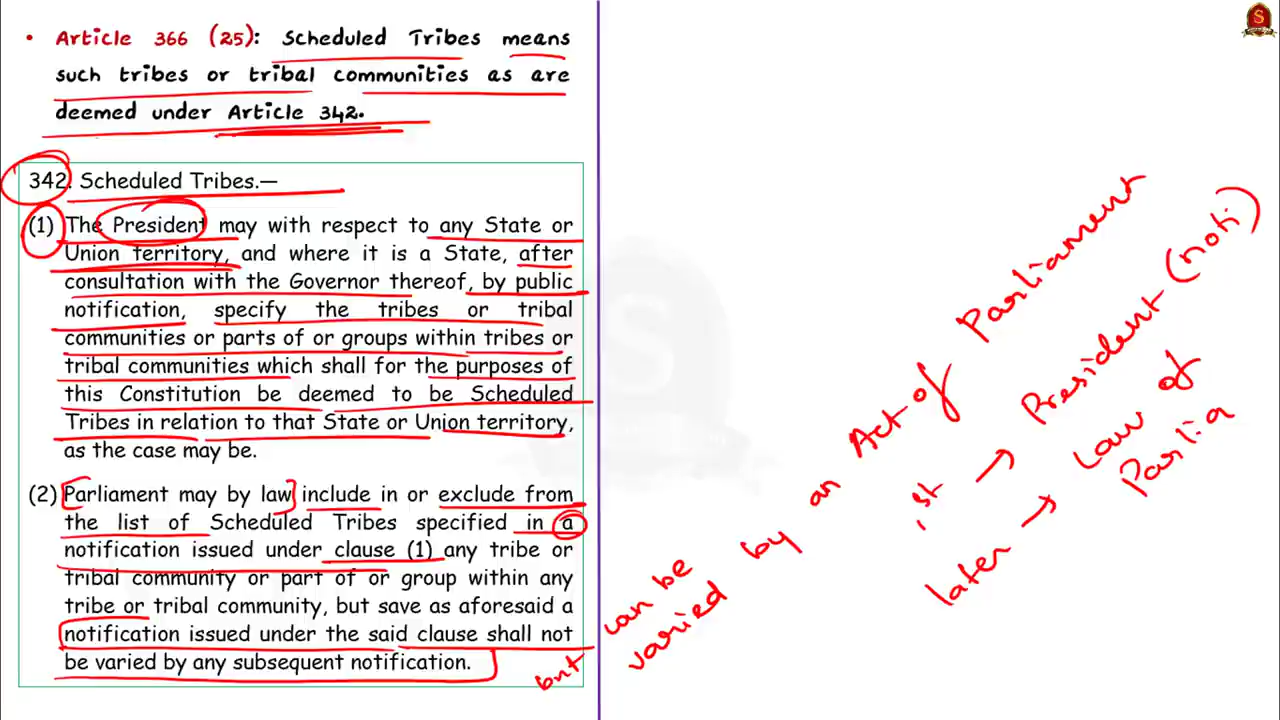 • Article 366 (25): Scheduled Tribes means
such tribes or tribal communities as are
deemed under Article 342.
342. Scheduled Tribes.—
(1) The President may with respect to any State or
Union territory, and where it is a State, after
consultation with the Governor thereof, by public
notification, specify the tribes or tribal
communities or parts of or groups within tribes or
tribal communities which shall for the purposes of
this Constitution be deemed to be Scheduled
Tribes in relation to that State or Union territory,
as the case may be.
(2) Parliament may by law include in or exclude from
the list of Scheduled Tribes specified in a
notification issued under clause (1) any tribe or
tribal community or part of or group within any
tribe or tribal community, but save as aforesaid a
notification issued under the said clause shall not
be varied by any subsequent notification.
but can be
varied by an Act of Parliament
1st → President (noti)
later → Law of
Parlia
S